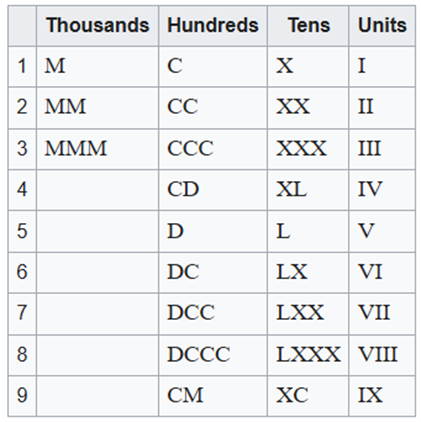 Thousands Hundreds Tens Units
1 M C X I
2 MM CC XX II
3 MMM CCC XXX III
4 CD XL IV
5 D L V
6 DC LX VI
7 DCC LXX VII
8 DCCC LXXX VIII
9 CM XC IX